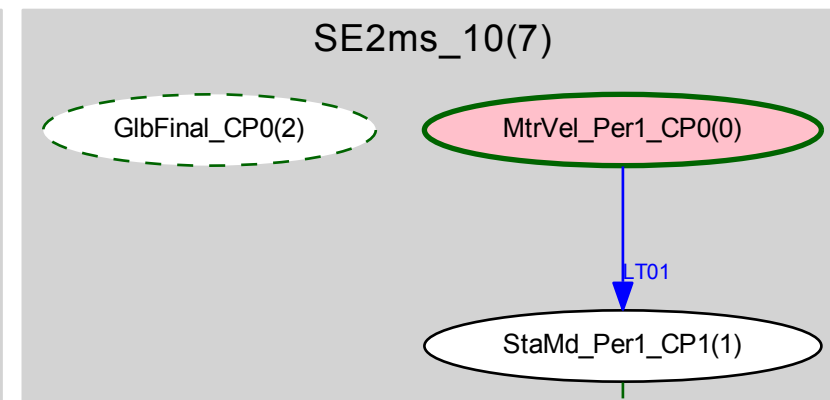 SE2ms_10(7)
GlbFinal_CP0(2)
MtrVel_Per1_CP0(0)
LT01
StaMd_Per1_CP1(1)